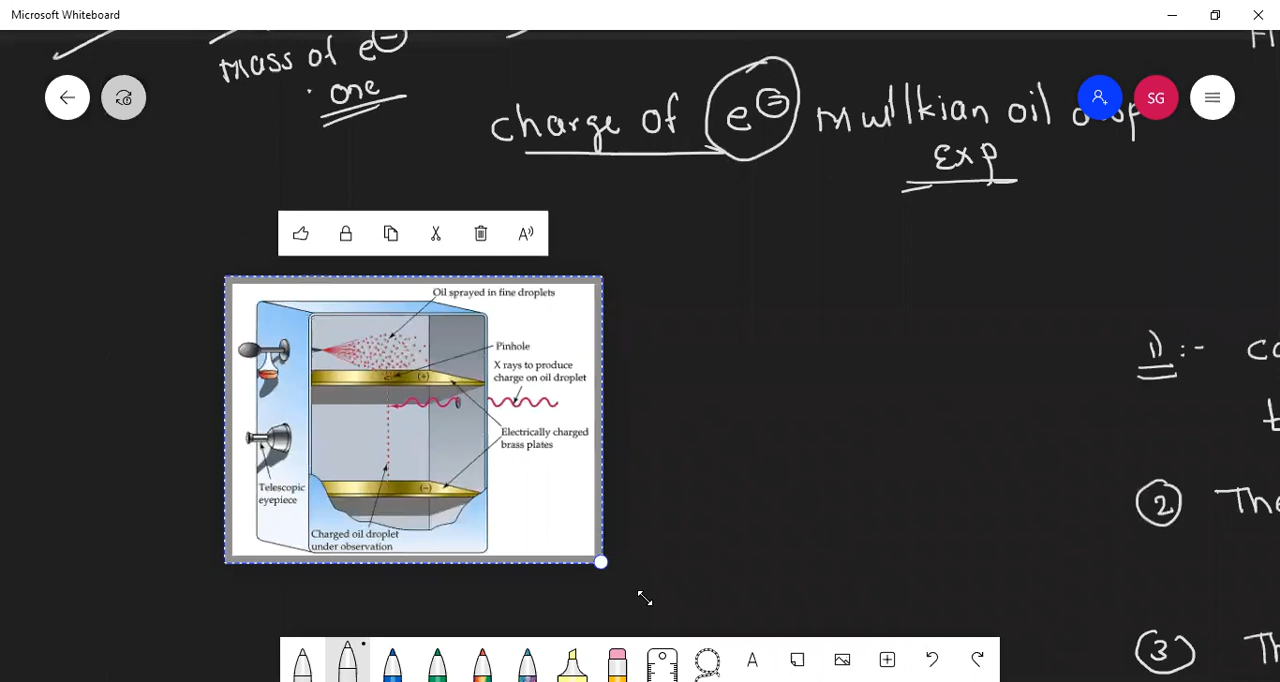 Microsoft Whiteboard
mass of e⊖
one
charge of e⊖ mullkian oil drop
Exp
SG
Oil sprayed in fine droplets
Pinhole
X rays to produce
charge on oil droplet
(+)
Electrically charged
brass plates
(−)
Telescopic
eyepiece
Charged oil droplet
under observation
1) :-
2 The
3
A